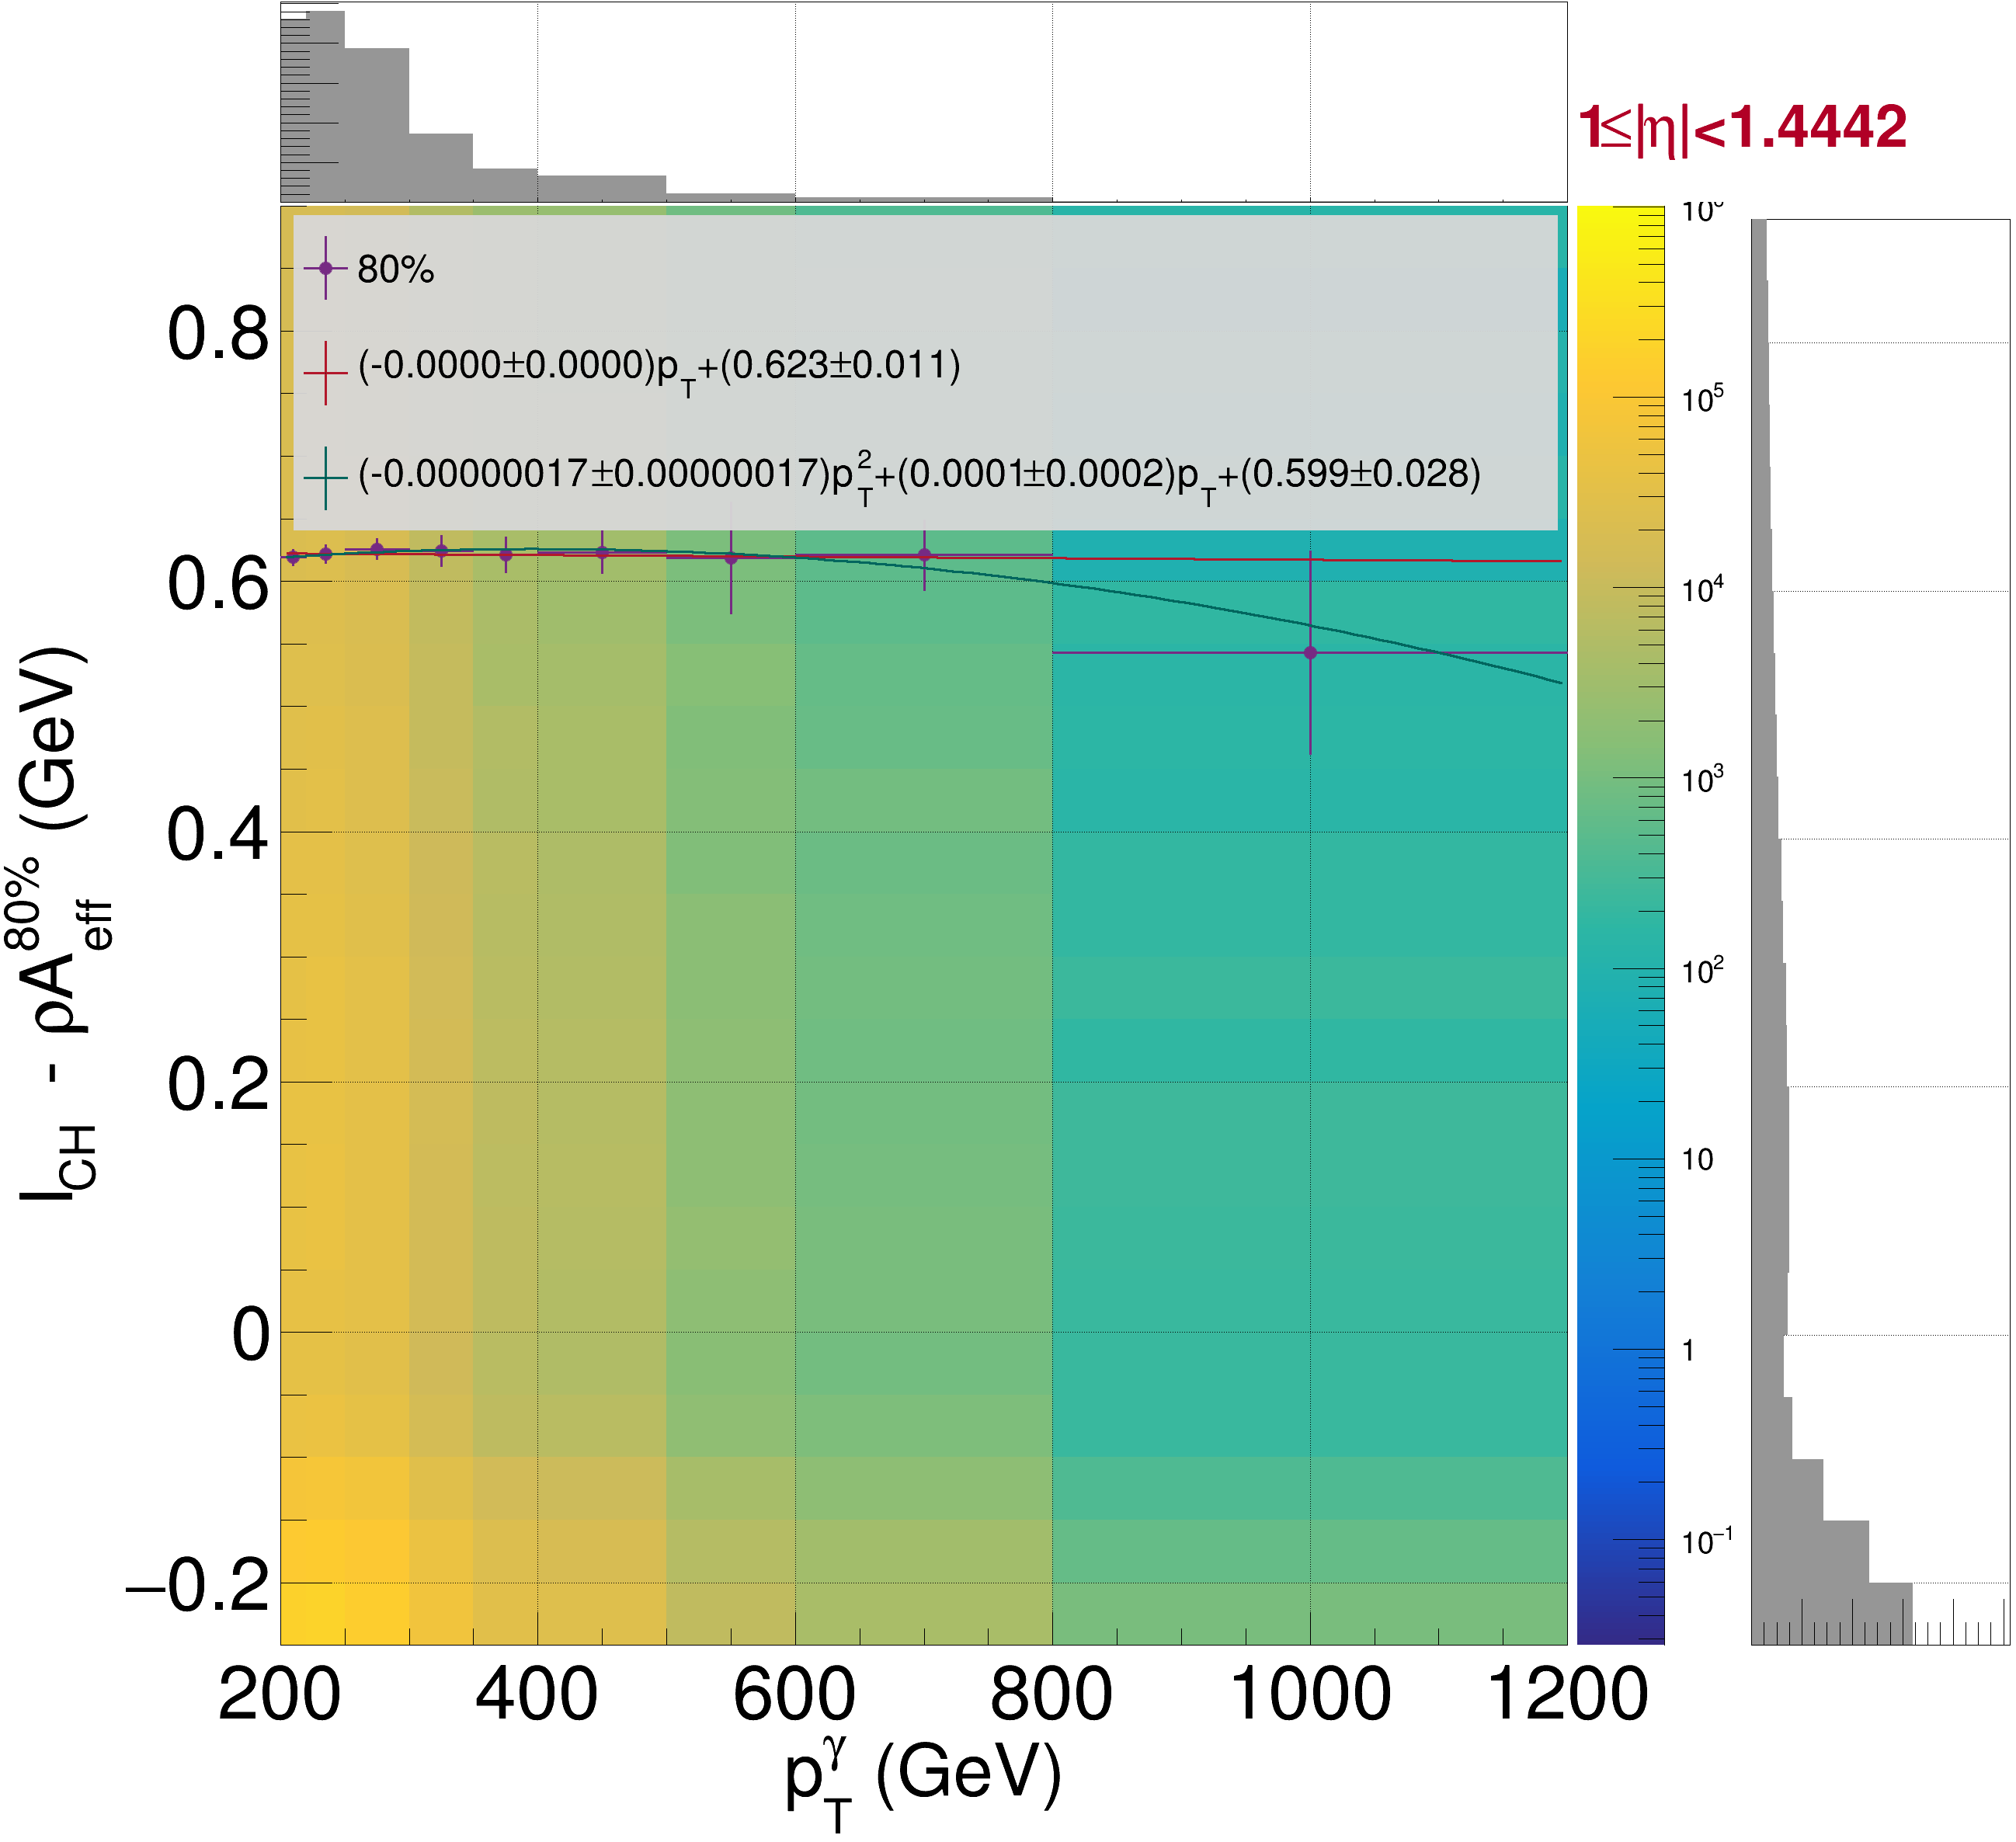 1≤|η|<1.4442
80%
(-0.0000±0.0000)p_T+(0.623±0.011)
(-0.00000017±0.00000017)p_T^2+(0.0001±0.0002)p_T+(0.599±0.028)
I_CH - ρA_eff^80% (GeV)
0.8
0.6
0.4
0.2
0
−0.2
200 400 600 800 1000 1200
p_T^γ (GeV)
10^5
10^4
10^3
10^2
10
1
10^−1